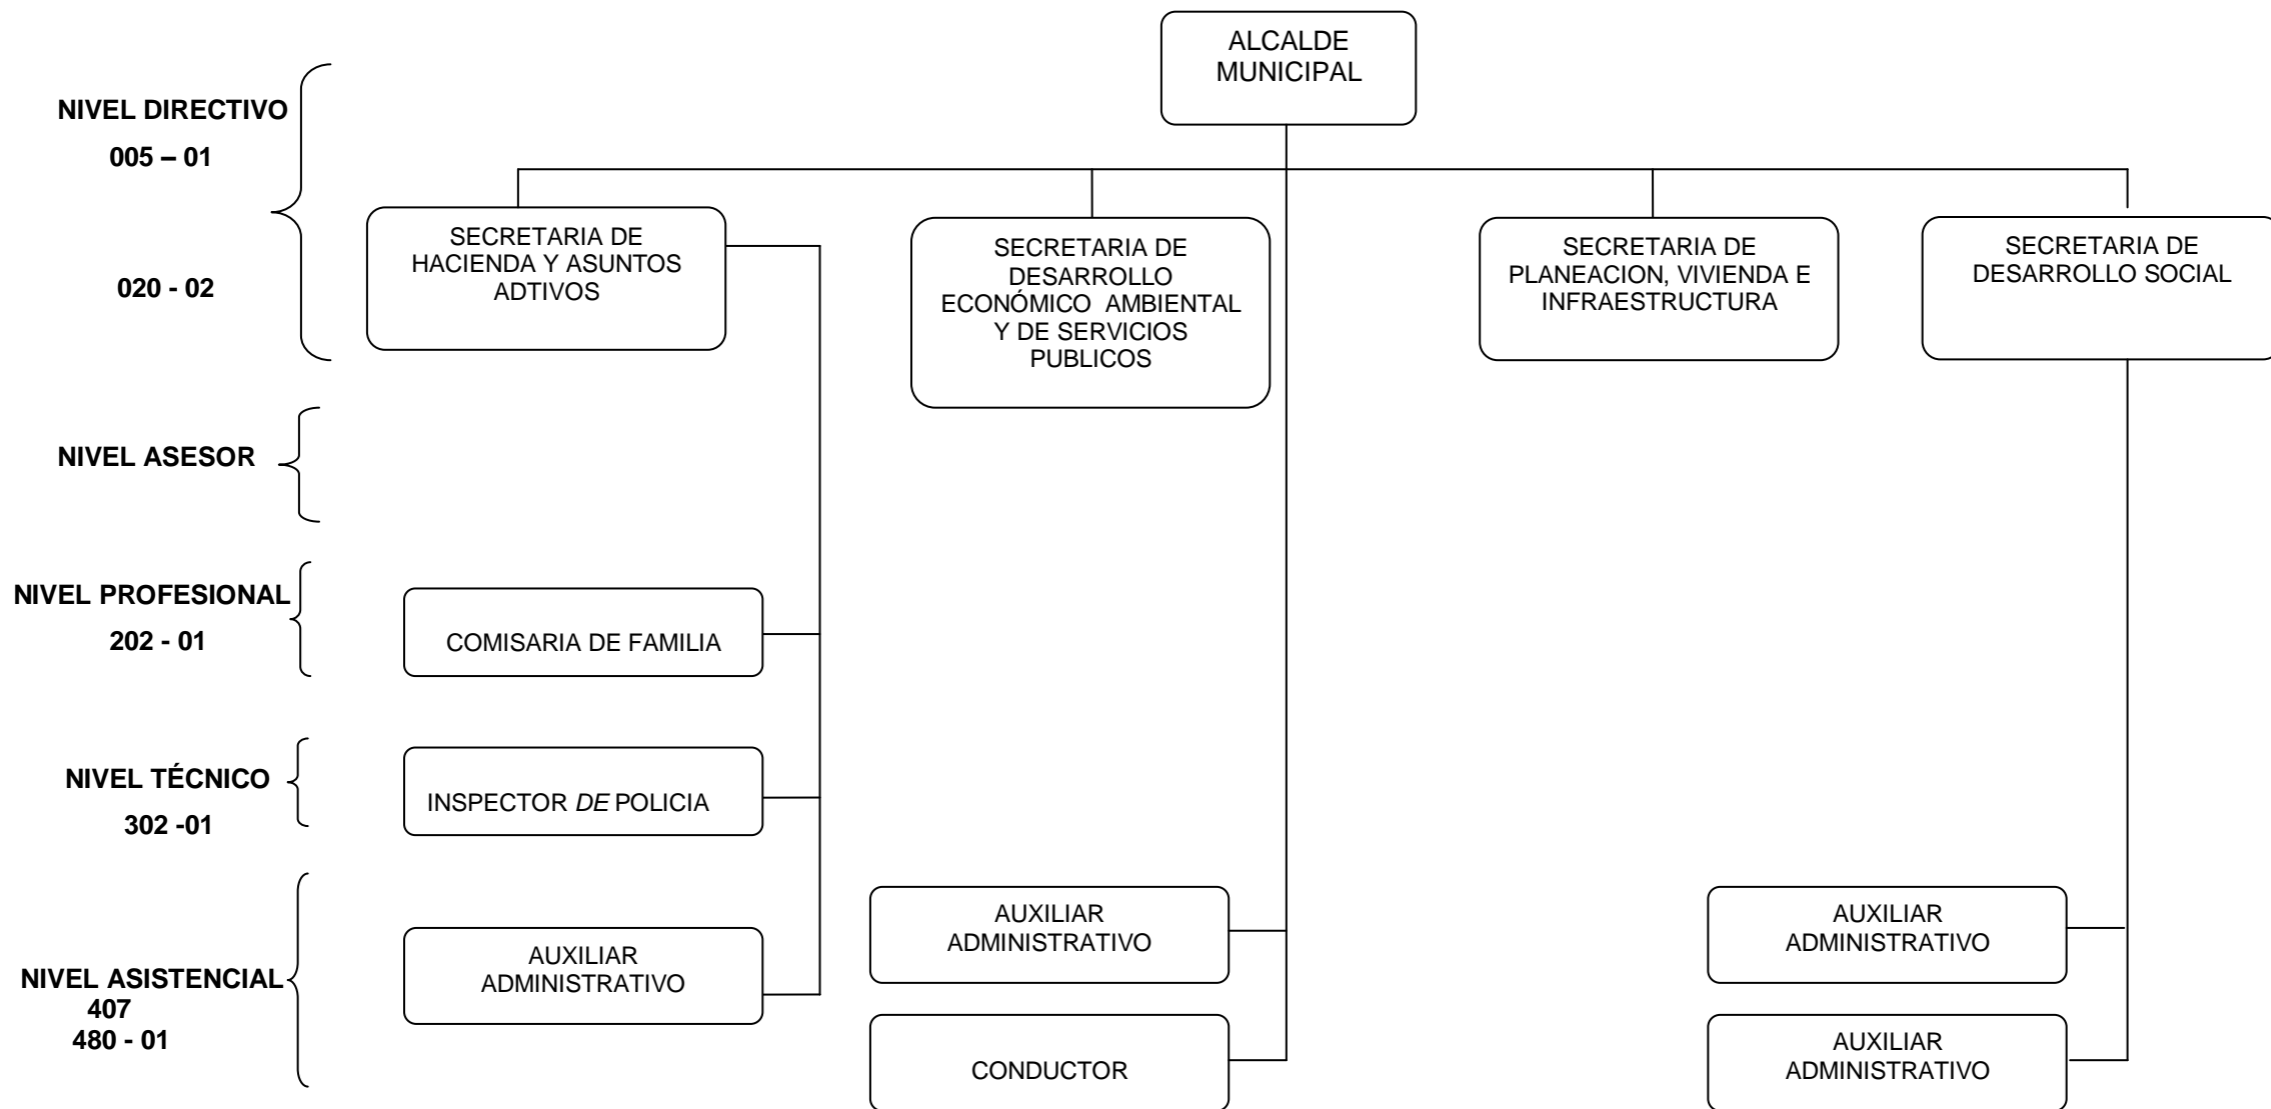 ALCALDE
MUNICIPAL
NIVEL DIRECTIVO
005 – 01
020 - 02
SECRETARIA DE
HACIENDA Y ASUNTOS
ADTIVOS
SECRETARIA DE
DESARROLLO
ECONÓMICO AMBIENTAL
Y DE SERVICIOS
PUBLICOS
SECRETARIA DE
PLANEACION, VIVIENDA E
INFRAESTRUCTURA
SECRETARIA DE
DESARROLLO SOCIAL
NIVEL ASESOR
NIVEL PROFESIONAL
202 - 01
COMISARIA DE FAMILIA
NIVEL TÉCNICO
302 -01
INSPECTOR DE POLICIA
NIVEL ASISTENCIAL
407
480 - 01
AUXILIAR
ADMINISTRATIVO
AUXILIAR
ADMINISTRATIVO
CONDUCTOR
AUXILIAR
ADMINISTRATIVO
AUXILIAR
ADMINISTRATIVO